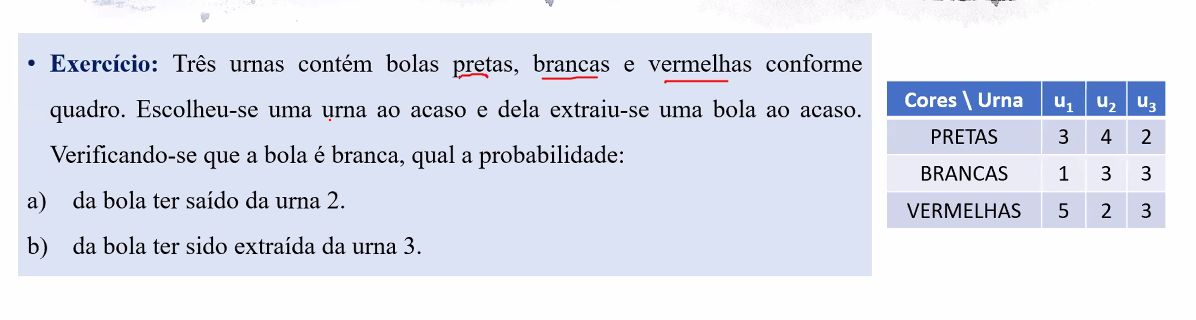 • Exercício: Três urnas contém bolas pretas, brancas e vermelhas conforme
quadro. Escolheu-se uma urna ao acaso e dela extraiu-se uma bola ao acaso.
Verificando-se que a bola é branca, qual a probabilidade:
a) da bola ter saído da urna 2.
b) da bola ter sido extraída da urna 3.
Cores \ Urna u₁ u₂ u₃
PRETAS 3 4 2
BRANCAS 1 3 3
VERMELHAS 5 2 3